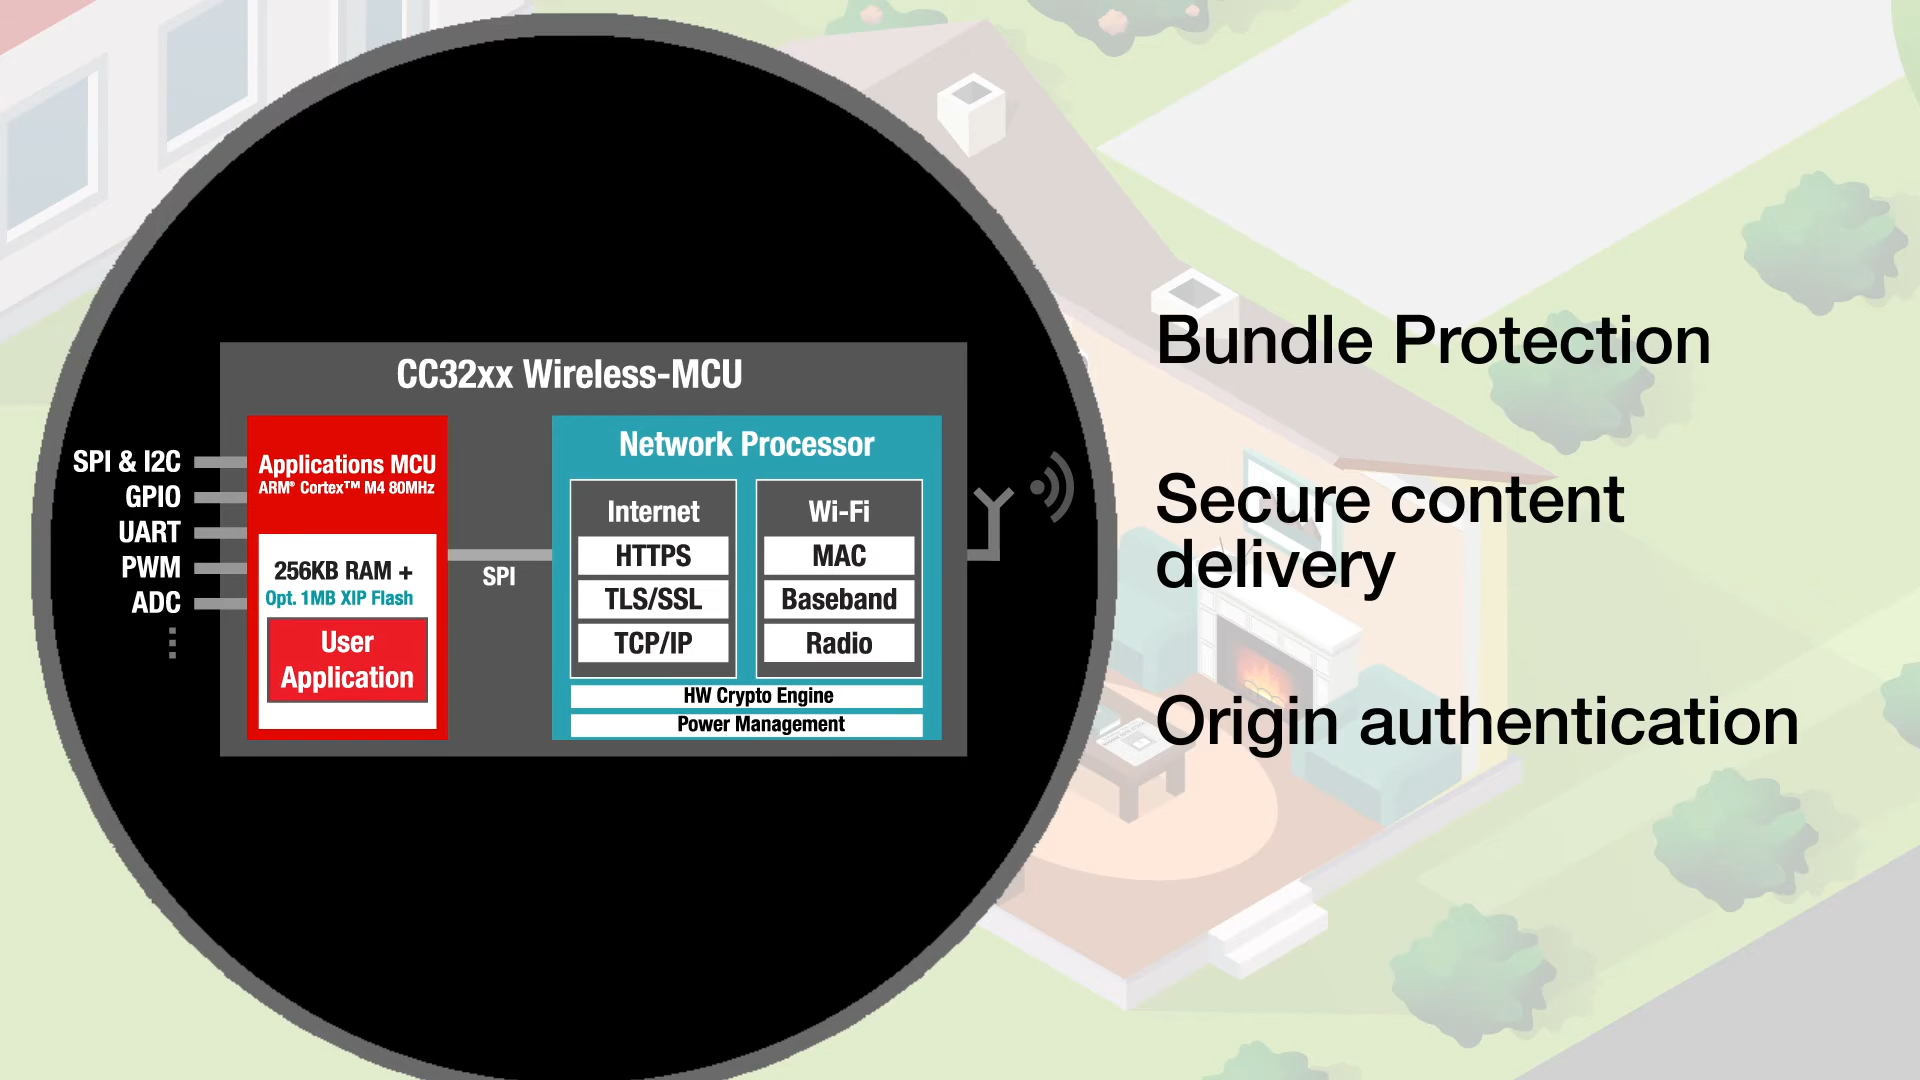 CC32xx Wireless-MCU
SPI & I2C
GPIO
UART
PWM
ADC
Applications MCU
ARM® Cortex™ M4 80MHz
256KB RAM +
Opt. 1MB XIP Flash
User
Application
SPI
Network Processor
Internet
HTTPS
TLS/SSL
TCP/IP
Wi-Fi
MAC
Baseband
Radio
HW Crypto Engine
Power Management
Bundle Protection
Secure content
delivery
Origin authentication